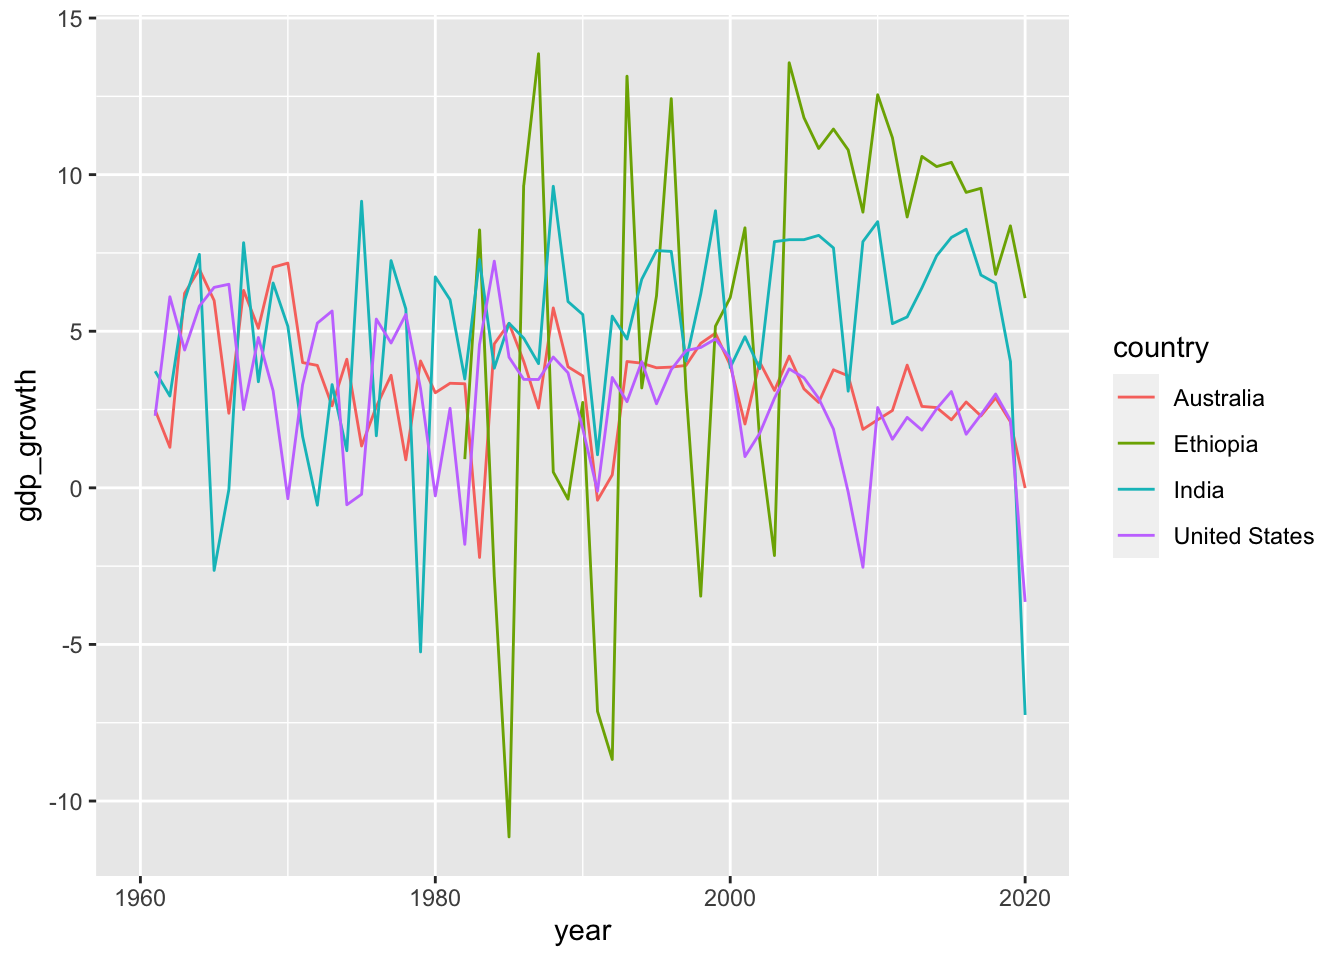 15
10
5
0
-5
-10
gdp_growth
1960
1980
2000
2020
year
country
Australia
Ethiopia
India
United States